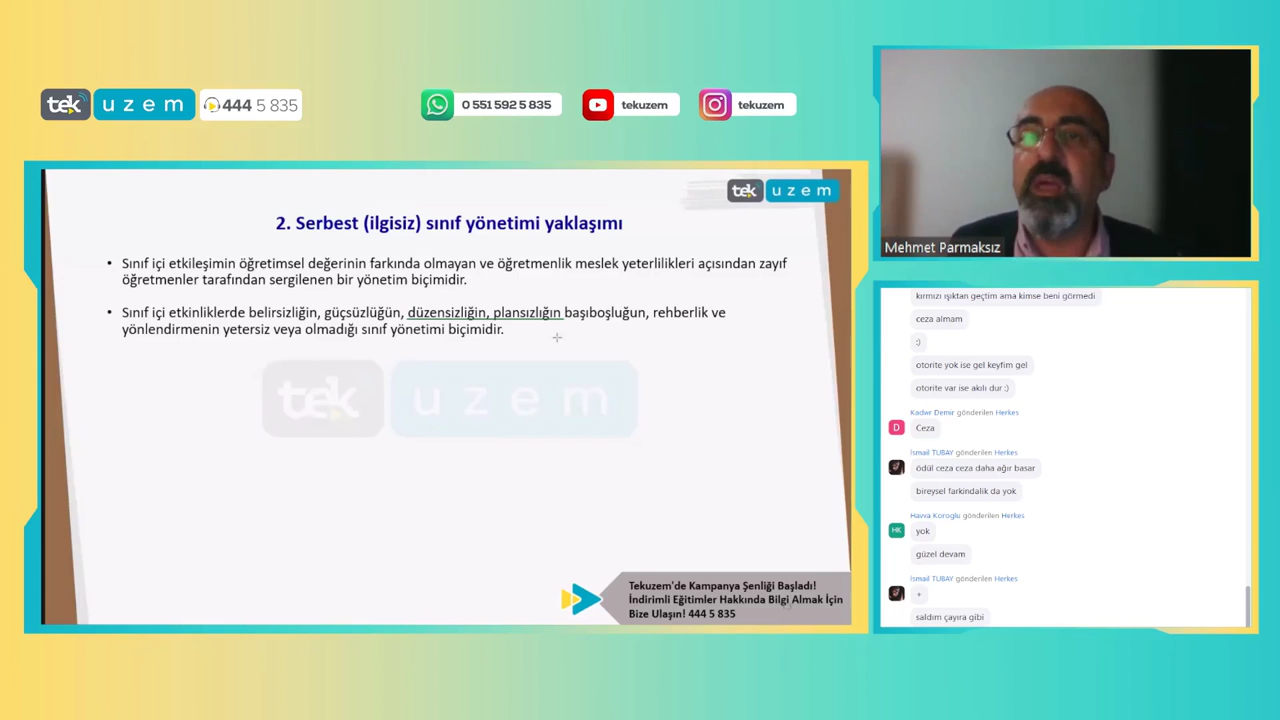 tek uzem 444 5 835
0 551 592 5 835
tekuzem
tekuzem
tek uzem
2. Serbest (ilgisiz) sınıf yönetimi yaklaşımı
• Sınıf içi etkileşimin öğretimsel değerinin farkında olmayan ve öğretmenlik meslek yeterlilikleri açısından zayıf
öğretmenler tarafından sergilenen bir yönetim biçimidir.
• Sınıf içi etkinliklerde belirsizliğin, güçsüzlüğün, düzensizliğin, plansızlığın başıboşluğun, rehberlik ve
yönlendirmenin yetersiz veya olmadığı sınıf yönetimi biçimidir.
tek uzem
Tekuzem'de Kampanya Şenliği Başladı!
İndirimli Eğitimler Hakkında Bilgi Almak İçin
Bize Ulaşın! 444 5 835
Mehmet Parmaksız
kırmızı ışıktan geçtim ama kimse beni görmedi
ceza almam
:)
otorite yok ise gel keyfim gel
otorite var ise akıllı dur :)
Kadwr Demir gönderilen Herkes
D
Ceza
İsmail TUBAY gönderilen Herkes
ödül ceza ceza daha ağır basar
bireysel farkindalik da yok
Havva Koroglu gönderilen Herkes
HK
yok
güzel devam
İsmail TUBAY gönderilen Herkes
+
saldım çayıra gibi